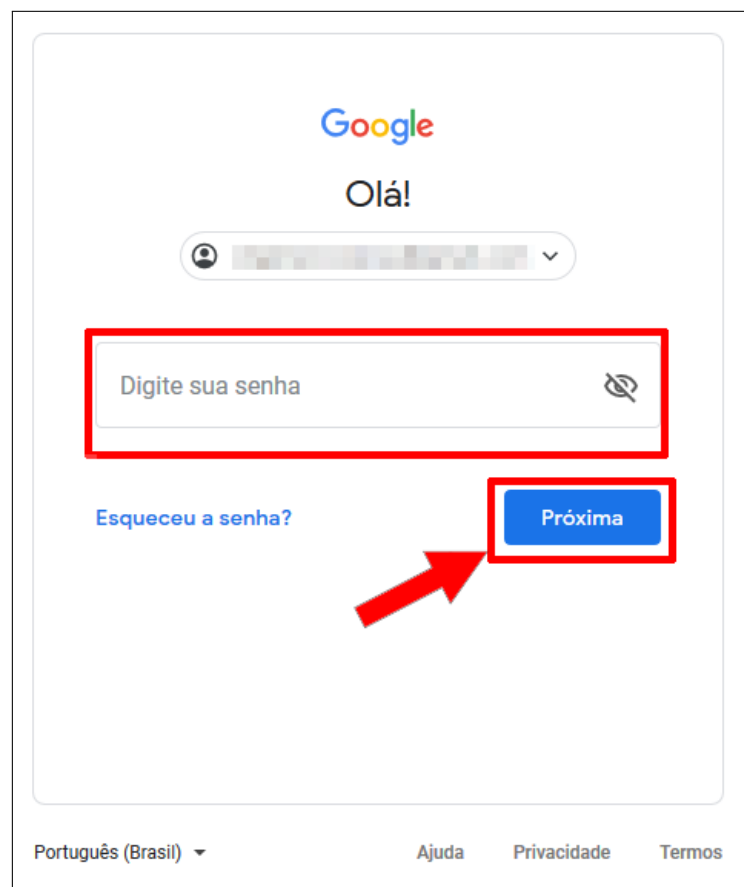 Google
Olá!
Digite sua senha
Esqueceu a senha?
Próxima
Português (Brasil)
Ajuda Privacidade Termos